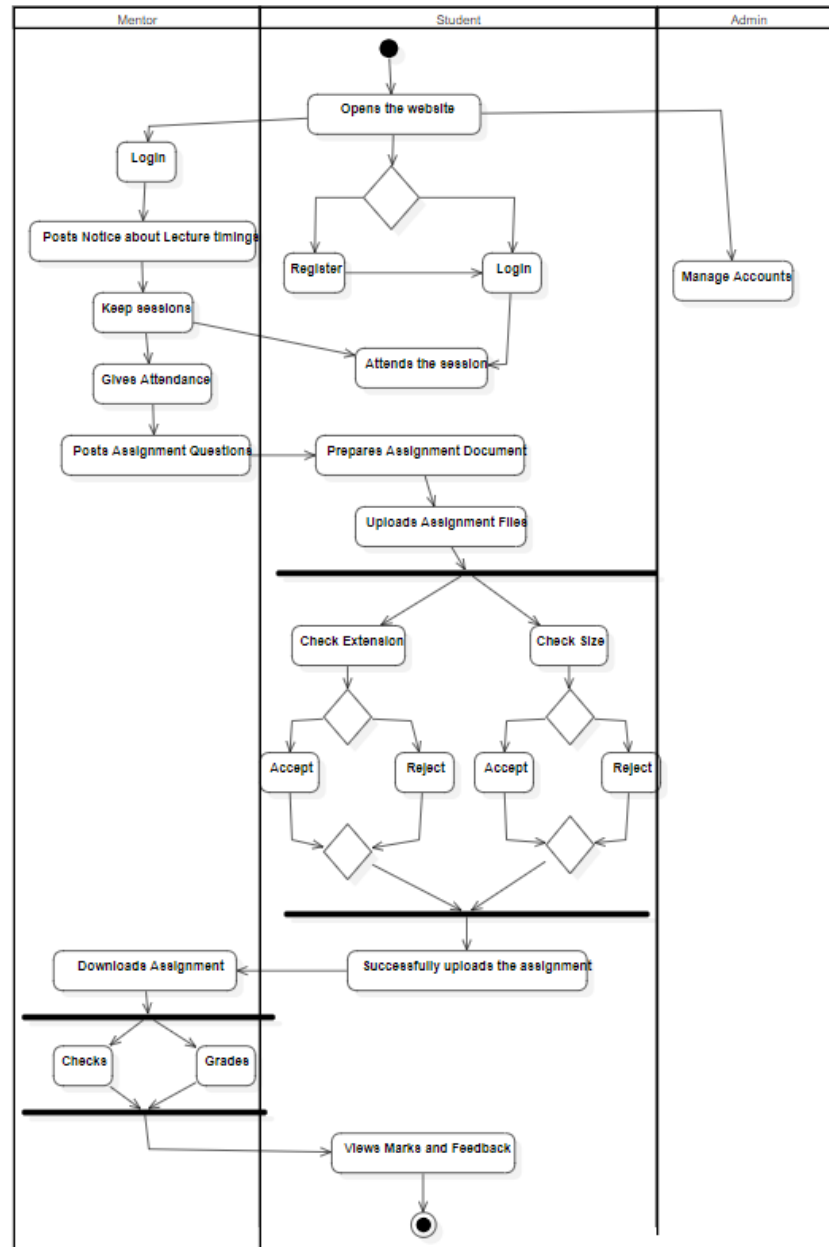 Mentor
Student
Admin
Opens the website
Login
Posts Notice about Lecture timings
Register
Login
Manage Accounts
Keep sessions
Attends the session
Gives Attendance
Posts Assignment Questions
Prepares Assignment Document
Uploads Assignment Files
Check Extension
Check Size
Accept
Reject
Accept
Reject
Downloads Assignment
Successfully uploads the assignment
Checks
Grades
Views Marks and Feedback